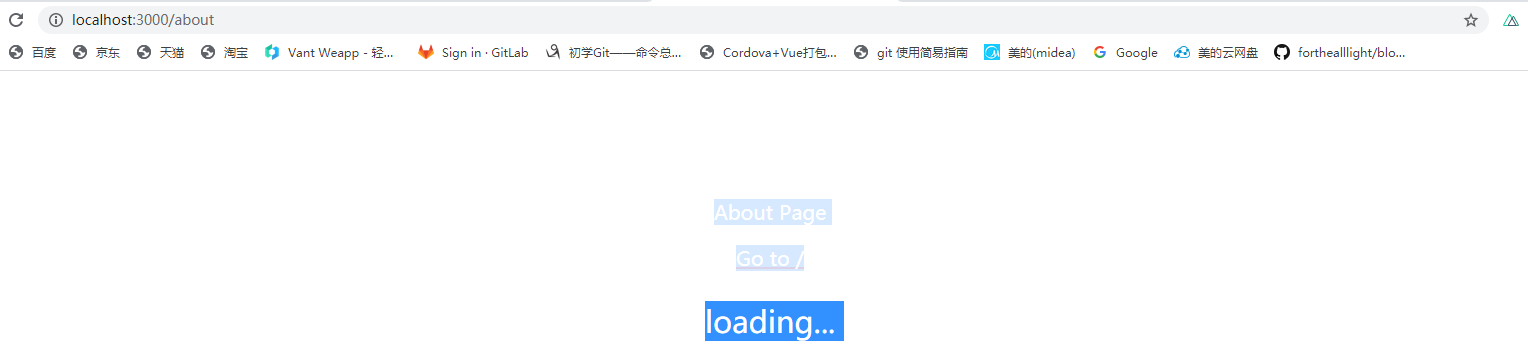 localhost:3000/about
百度 京东 天猫 淘宝 Vant Weapp - 轻... Sign in · GitLab 初学Git——命令总... Cordova+Vue打包... git 使用简易指南 美的(midea) Google 美的云网盘 forthealllight/blo...
About Page
Go to /
loading...